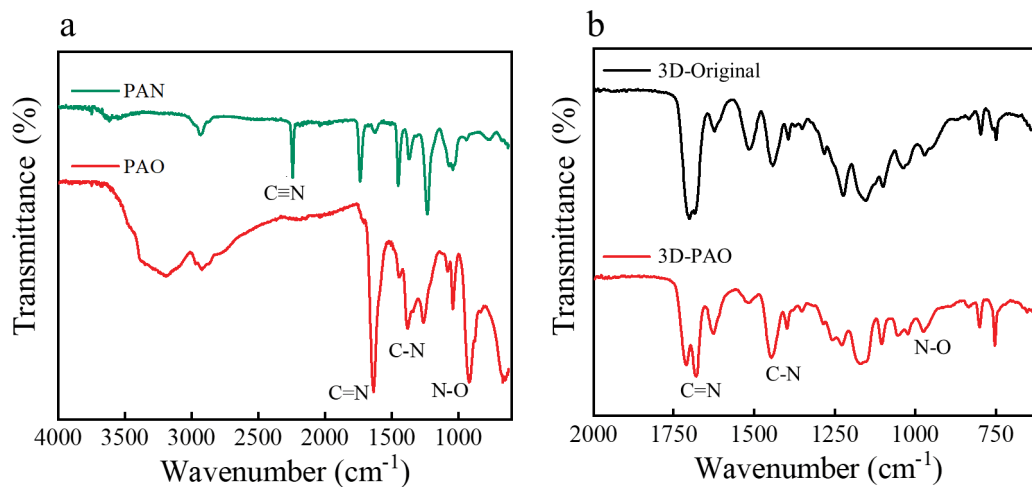 a
PAN
PAO
C≡N
C=N
C-N
N-O
Transmittance (%)
4000 3500 3000 2500 2000 1500 1000
Wavenumber (cm⁻¹)
b
3D-Original
3D-PAO
C=N
C-N
N-O
Transmittance (%)
2000 1750 1500 1250 1000 750
Wavenumber (cm⁻¹)